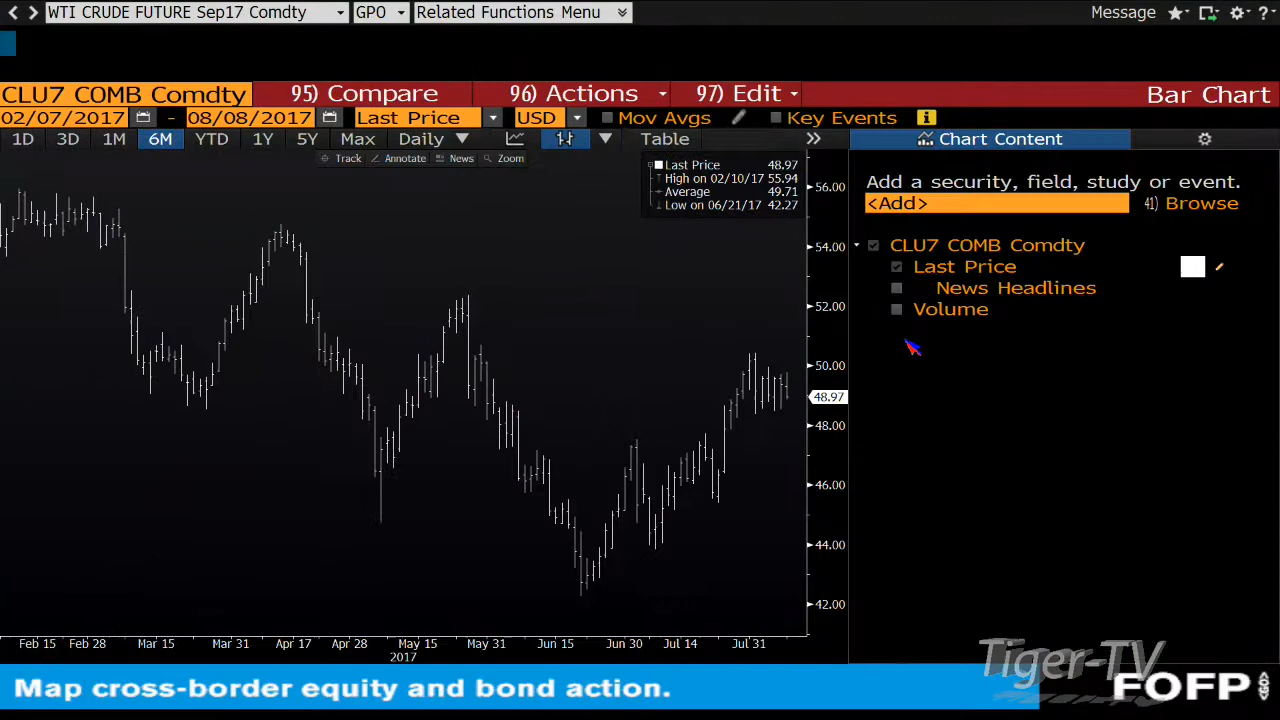 WTI CRUDE FUTURE Sep17 Comdty GPO Related Functions Menu Message ?
CLU7 COMB Comdty 95) Compare 96) Actions 97) Edit Bar Chart
02/07/2017 - 08/08/2017 Last Price USD Mov Avgs Key Events
1D 3D 1M 6M YTD 1Y 5Y Max Daily Table Chart Content
Track Annotate News Zoom
Last Price 48.97
High on 02/10/17 55.94
Average 49.71
Low on 06/21/17 42.27
Add a security, field, study or event.
<Add> 41) Browse
CLU7 COMB Comdty
Last Price
News Headlines
Volume
56.00
54.00
52.00
50.00
48.97
48.00
46.00
44.00
42.00
Feb 15 Feb 28 Mar 15 Mar 31 Apr 17 Apr 28 May 15 May 31 Jun 15 Jun 30 Jul 14 Jul 31
2017
Tiger-TV
Map cross-border equity and bond action. FOFP